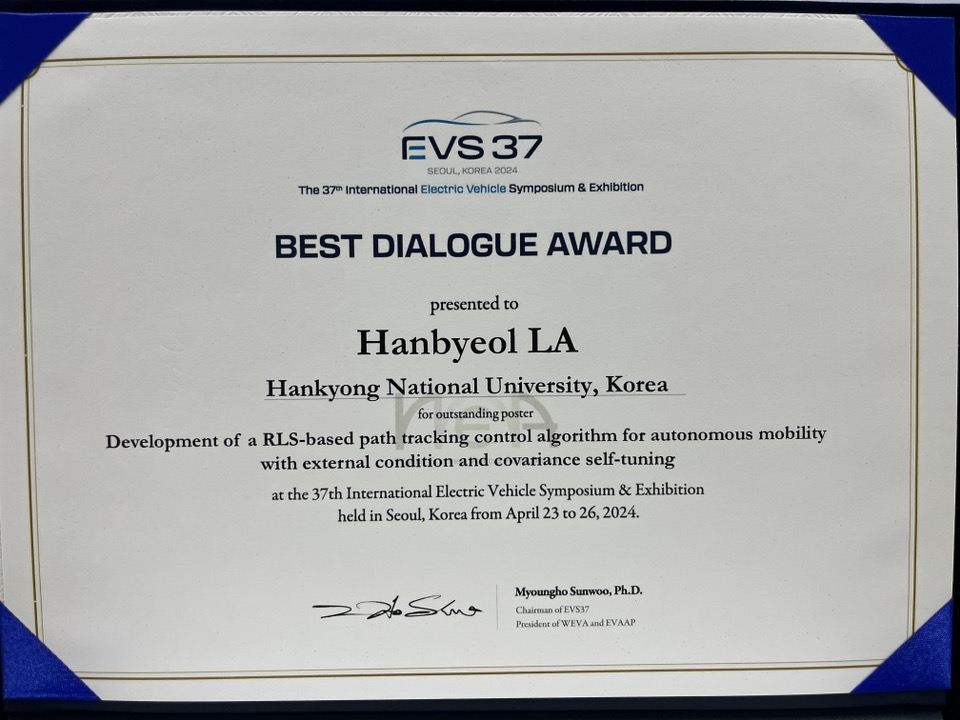 EVS 37
SEOUL, KOREA 2024
The 37th International Electric Vehicle Symposium & Exhibition
BEST DIALOGUE AWARD
presented to
Hanbyeol LA
Hankyong National University, Korea
for outstanding poster
Development of a RLS-based path tracking control algorithm for autonomous mobility
with external condition and covariance self-tuning
at the 37th International Electric Vehicle Symposium & Exhibition
held in Seoul, Korea from April 23 to 26, 2024.
Myoungho Sunwoo, Ph.D.
Chairman of EVS37
President of WEVA and EVAAP